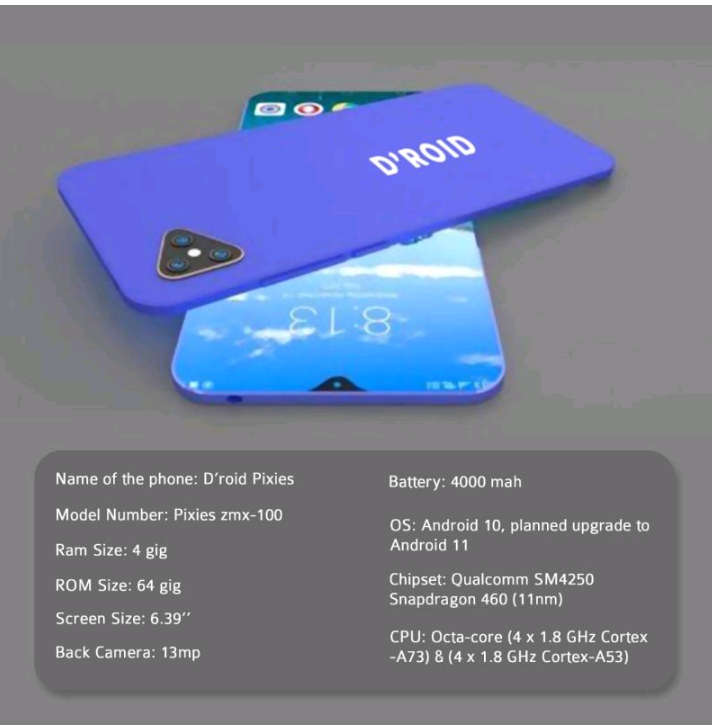 D'ROID
8:13
Name of the phone: D'roid Pixies
Model Number: Pixies zmx-100
Ram Size: 4 gig
ROM Size: 64 gig
Screen Size: 6.39''
Back Camera: 13mp
Battery: 4000 mah
OS: Android 10, planned upgrade to
Android 11
Chipset: Qualcomm SM4250
Snapdragon 460 (11nm)
CPU: Octa-core (4 x 1.8 GHz Cortex
-A73) & (4 x 1.8 GHz Cortex-A53)